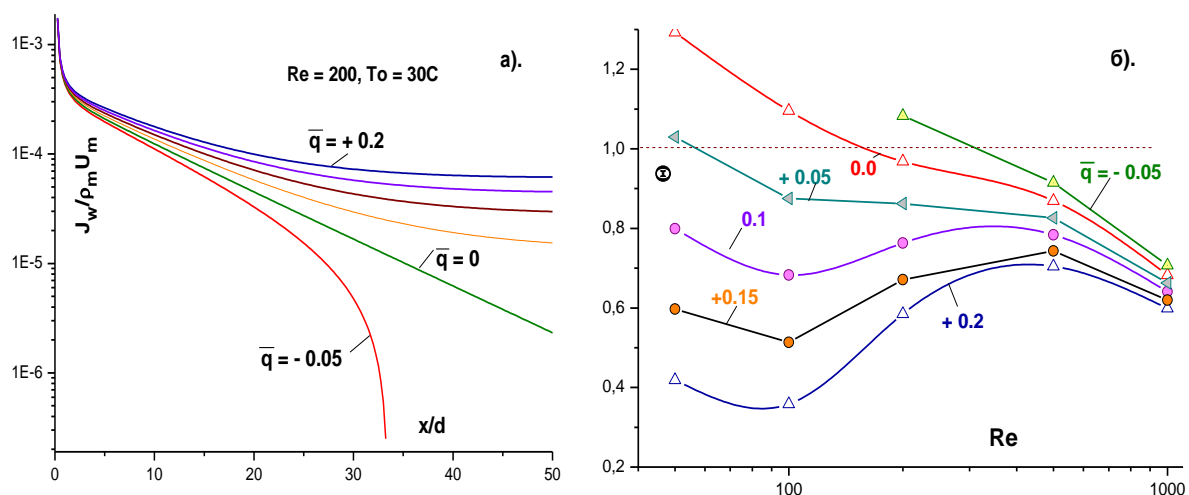 1E-3
1E-4
1E-5
1E-6
J_w/ρ_mU_m
Re = 200, To = 30C
а).
q̅ = + 0.2
q̅ = 0
q̅ = - 0.05
x/d
0 10 20 30 40 50
1,2
1,0
0,8
0,6
0,4
0,2
Ξ
б).
0.0
+ 0.05
q̅ = - 0.05
0.1
+0.15
+ 0.2
Re
100 1000